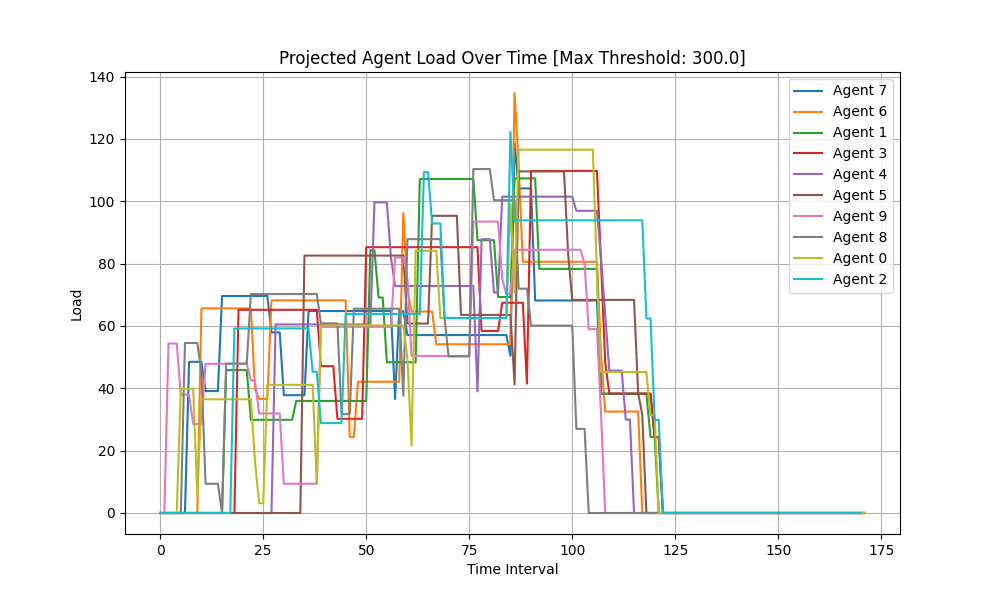 Projected Agent Load Over Time [Max Threshold: 300.0]
Load
140
120
100
80
60
40
20
0
0 25 50 75 100 125 150 175
Time Interval
Agent 7
Agent 6
Agent 1
Agent 3
Agent 4
Agent 5
Agent 9
Agent 8
Agent 0
Agent 2